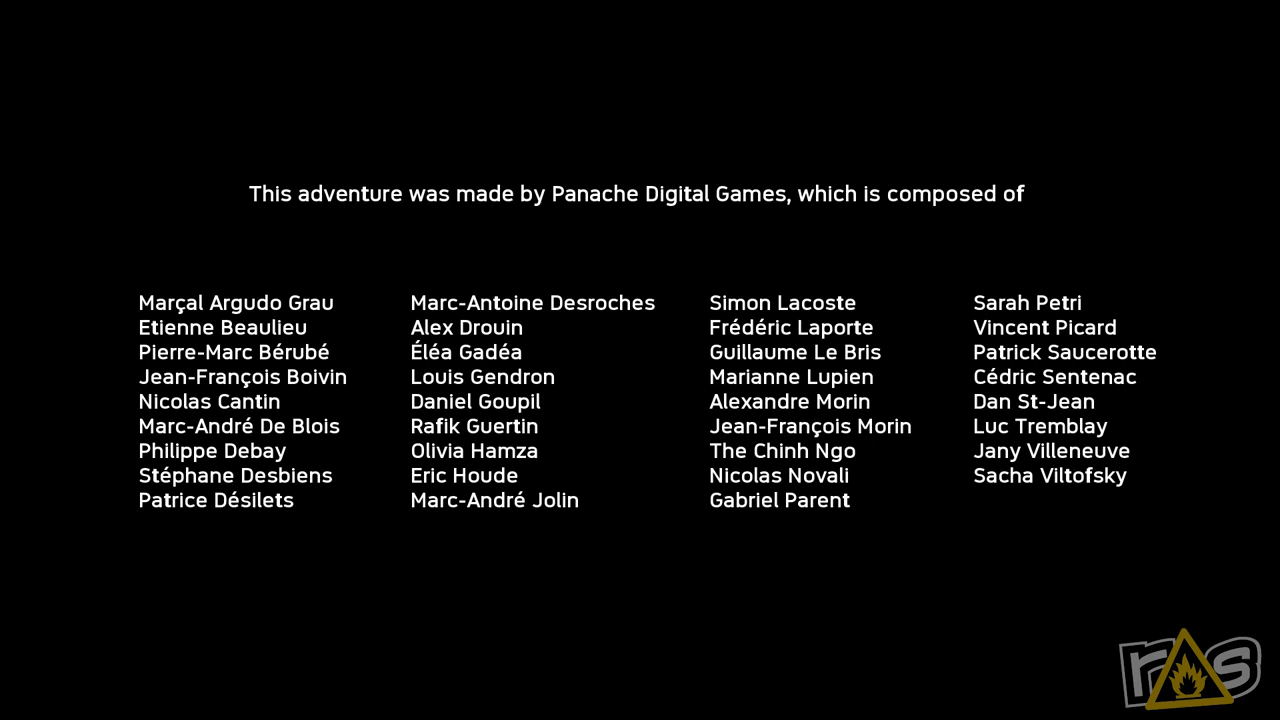 This adventure was made by Panache Digital Games, which is composed of
Marçal Argudo Grau
Etienne Beaulieu
Pierre-Marc Bérubé
Jean-François Boivin
Nicolas Cantin
Marc-André De Blois
Philippe Debay
Stéphane Desbiens
Patrice Désilets
Marc-Antoine Desroches
Alex Drouin
Éléa Gadéa
Louis Gendron
Daniel Goupil
Rafik Guertin
Olivia Hamza
Eric Houde
Marc-André Jolin
Simon Lacoste
Frédéric Laporte
Guillaume Le Bris
Marianne Lupien
Alexandre Morin
Jean-François Morin
The Chinh Ngo
Nicolas Novali
Gabriel Parent
Sarah Petri
Vincent Picard
Patrick Saucerotte
Cédric Sentenac
Dan St-Jean
Luc Tremblay
Jany Villeneuve
Sacha Viltofsky